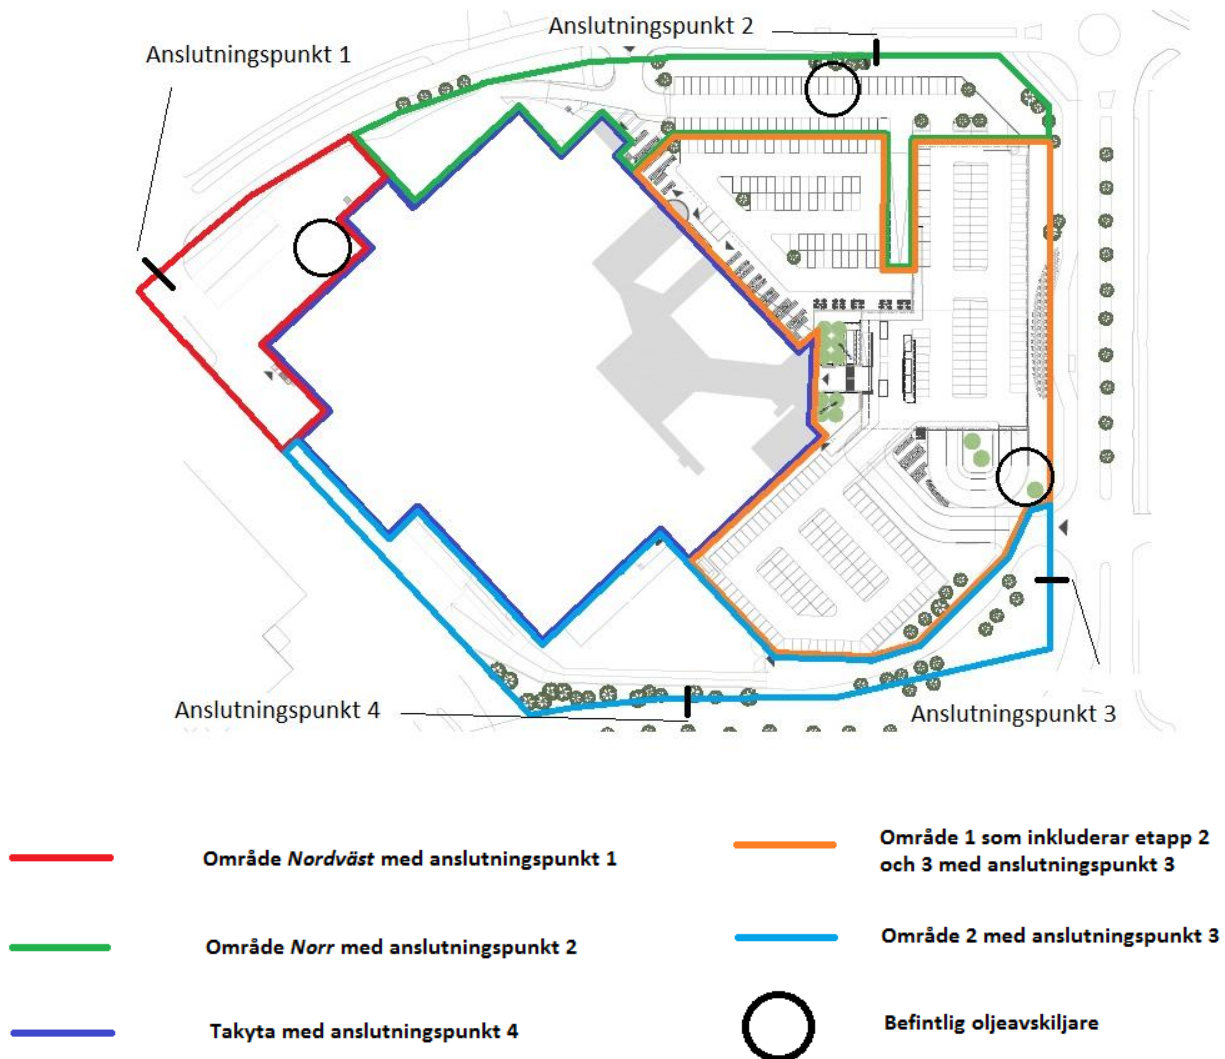 Anslutningspunkt 2
Anslutningspunkt 1
Anslutningspunkt 4
Anslutningspunkt 3
Område Nordväst med anslutningspunkt 1
Område 1 som inkluderar etapp 2
och 3 med anslutningspunkt 3
Område Norr med anslutningspunkt 2
Område 2 med anslutningspunkt 3
Takyta med anslutningspunkt 4
Befintlig oljeavskiljare